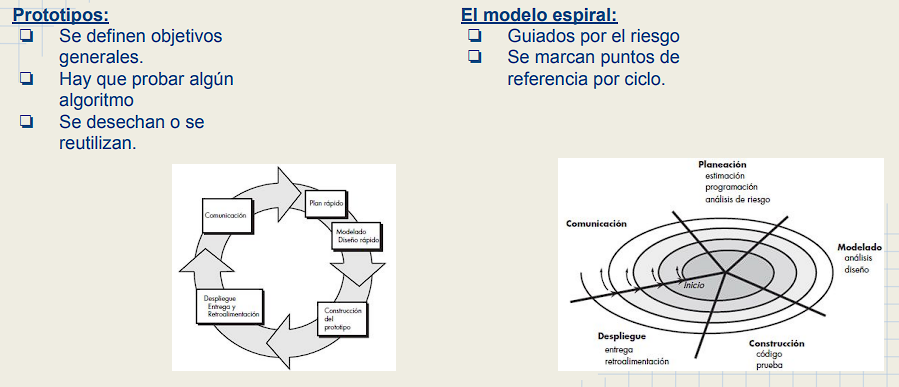 Prototipos:
❏ Se definen objetivos
generales.
❏ Hay que probar algún
algoritmo
❏ Se desechan o se
reutilizan.
Comunicación
Plan rápido
Modelado
Diseño rápido
Construcción
del
prototipo
Despliegue
Entrega y
Retroalimentación
El modelo espiral:
❏ Guiados por el riesgo
❏ Se marcan puntos de
referencia por ciclo.
Planeación
estimación
programación
análisis de riesgo
Comunicación
Modelado
análisis
diseño
Inicio
Despliegue
entrega
retroalimentación
Construcción
código
prueba